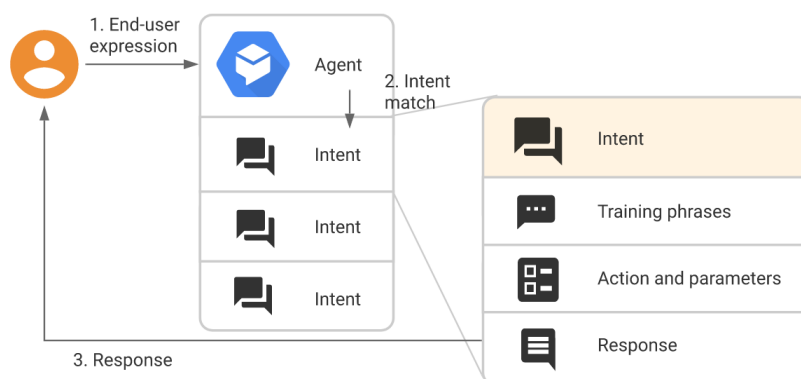 1. End-user
expression
Agent
2. Intent
match
Intent
Intent
Intent
Intent
Training phrases
Action and parameters
Response
3. Response